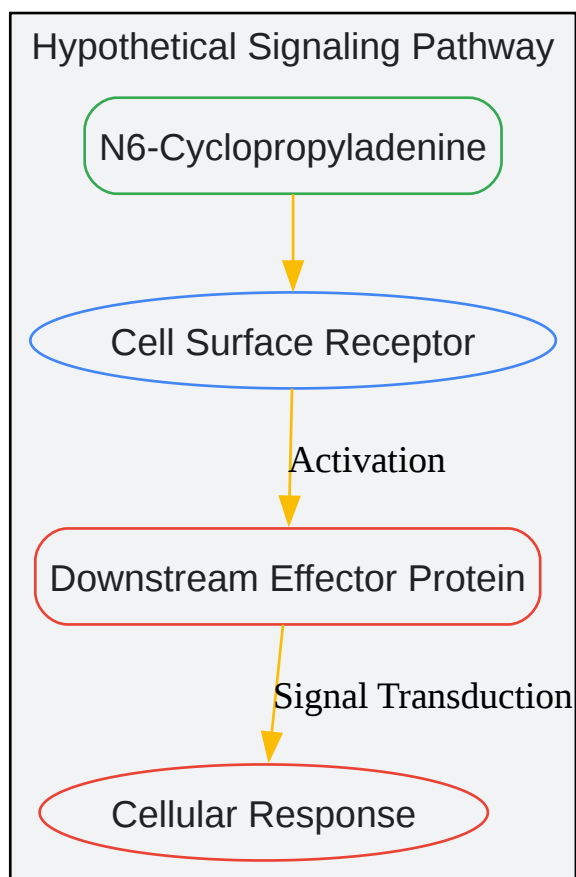 Hypothetical Signaling Pathway
N6-Cyclopropyladenine
Cell Surface Receptor
Activation
Downstream Effector Protein
Signal Transduction
Cellular Response